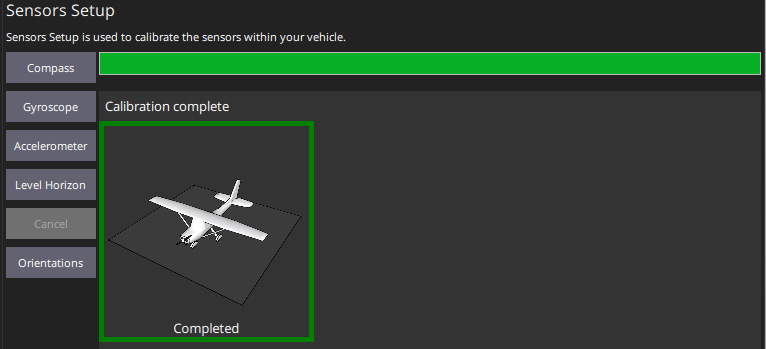 Sensors Setup
Sensors Setup is used to calibrate the sensors within your vehicle.
Compass
Gyroscope
Calibration complete
Accelerometer
Level Horizon
Cancel
Orientations
Completed